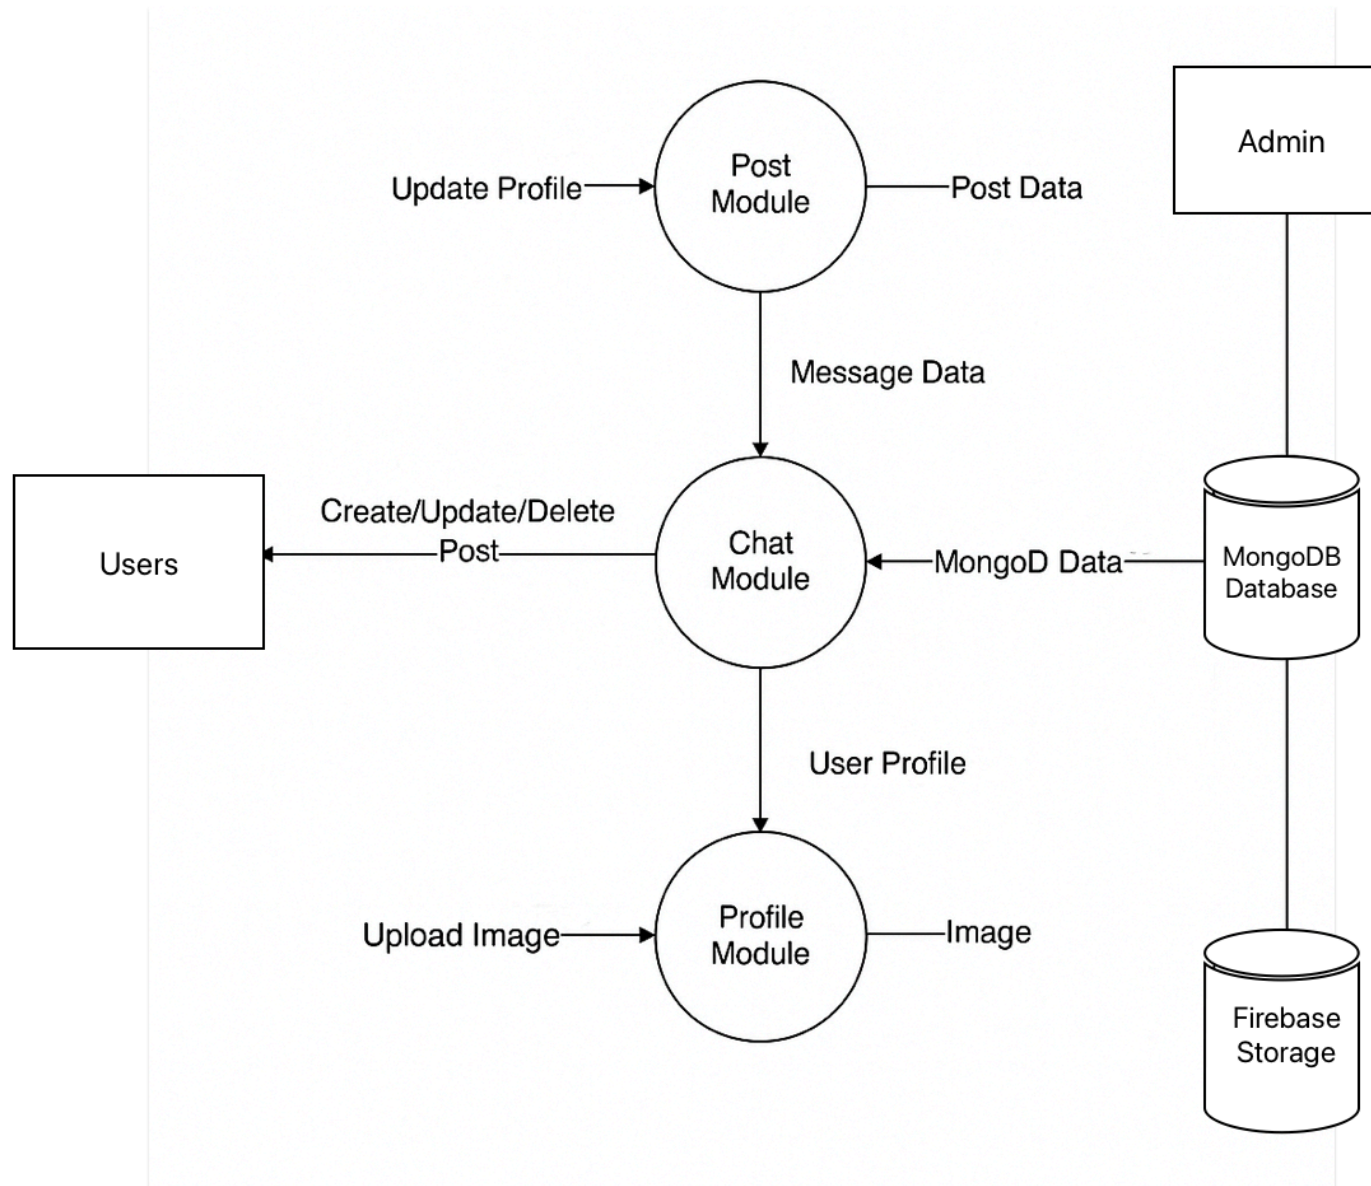 Post
Module
Admin
Update Profile
Post Data
Message Data
Users
Create/Update/Delete
Post
Chat
Module
MongoD Data
MongoDB
Database
User Profile
Upload Image
Profile
Module
Image
Firebase
Storage